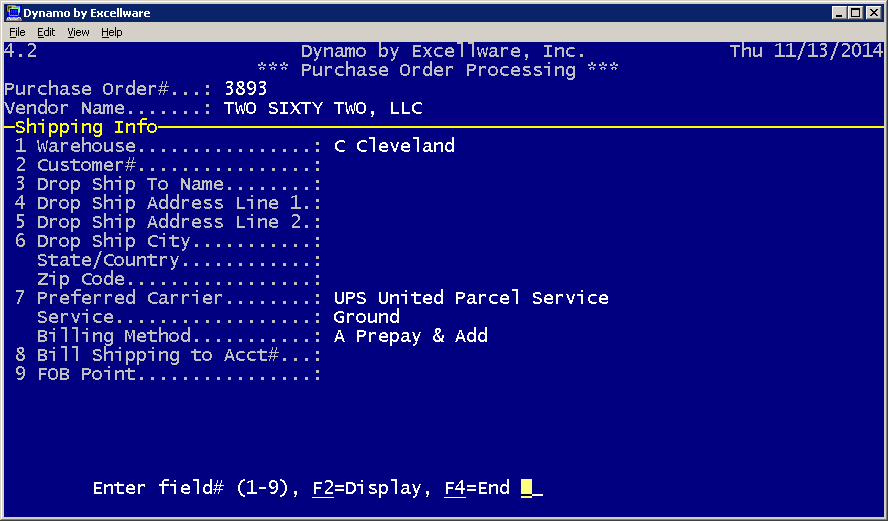 Dynamo by Excellware
File Edit View Help
4.2 Dynamo by Excellware, Inc. Thu 11/13/2014
*** Purchase Order Processing ***
Purchase Order#...: 3893
Vendor Name.......: TWO SIXTY TWO, LLC
Shipping Info
1 Warehouse................: C Cleveland
2 Customer#................:
3 Drop Ship To Name........:
4 Drop Ship Address Line 1.:
5 Drop Ship Address Line 2.:
6 Drop Ship City...........:
State/Country............:
Zip Code.................:
7 Preferred Carrier........: UPS United Parcel Service
Service..................: Ground
Billing Method...........: A Prepay & Add
8 Bill Shipping to Acct#...:
9 FOB Point................:
Enter field# (1-9), F2=Display, F4=End _